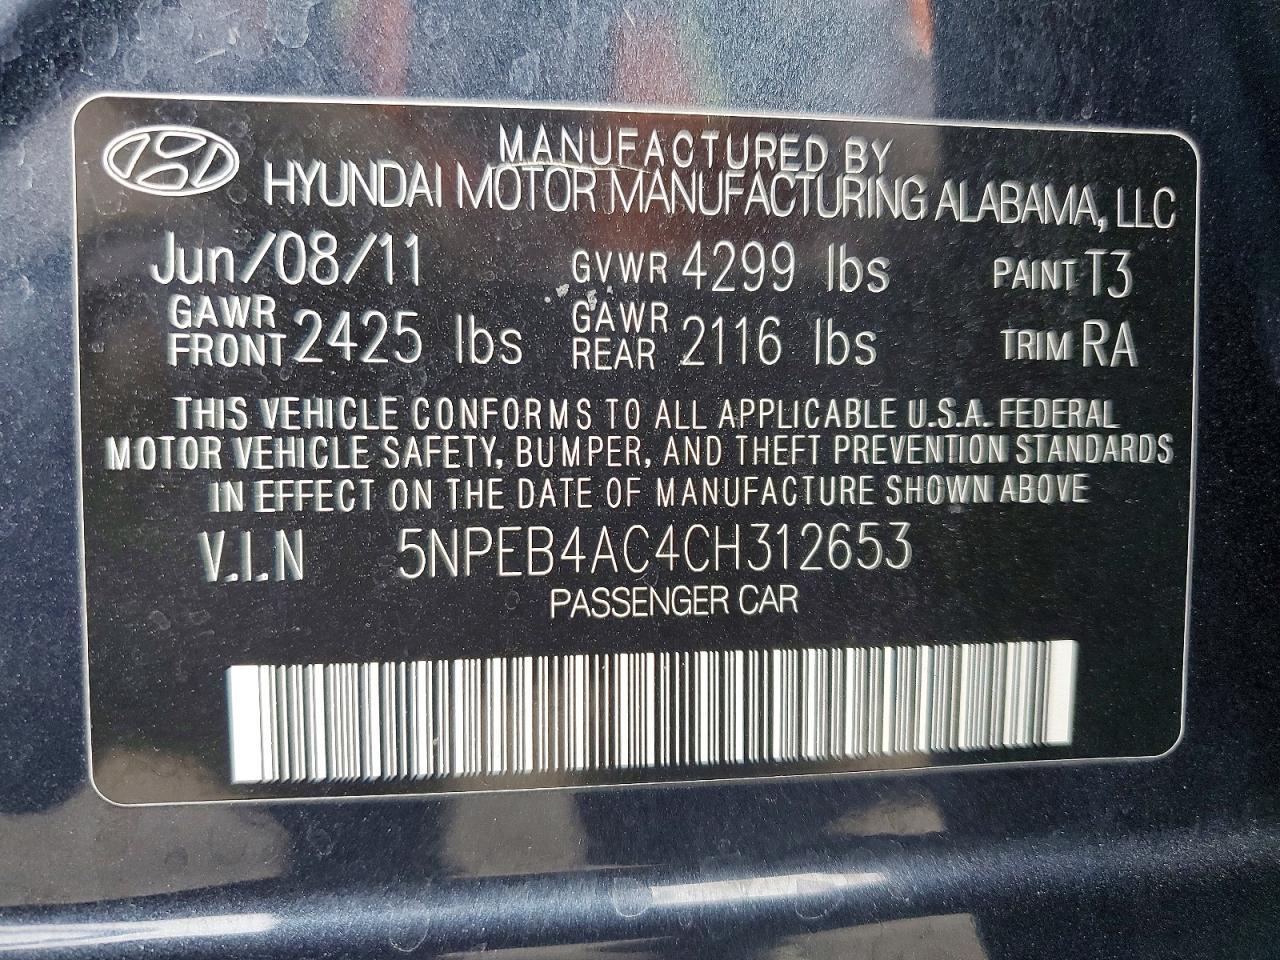 MANUFACTURED BY
HYUNDAI MOTOR MANUFACTURING ALABAMA, LLC
Jun/08/11 GVWR 4299 lbs PAINT T3
GAWR FRONT 2425 lbs GAWR REAR 2116 lbs TRIM RA
THIS VEHICLE CONFORMS TO ALL APPLICABLE U.S.A. FEDERAL
MOTOR VEHICLE SAFETY, BUMPER, AND THEFT PREVENTION STANDARDS
IN EFFECT ON THE DATE OF MANUFACTURE SHOWN ABOVE
V.I.N 5NPEB4AC4CH312653
PASSENGER CAR